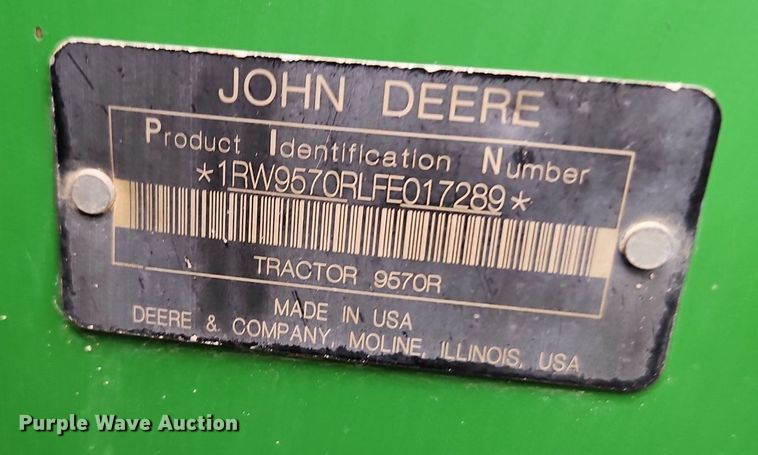 JOHN DEERE
Product Identification Number
*1RW9570RLFE017289*
TRACTOR 9570R
MADE IN USA
DEERE & COMPANY, MOLINE, ILLINOIS, USA
Purple Wave Auction